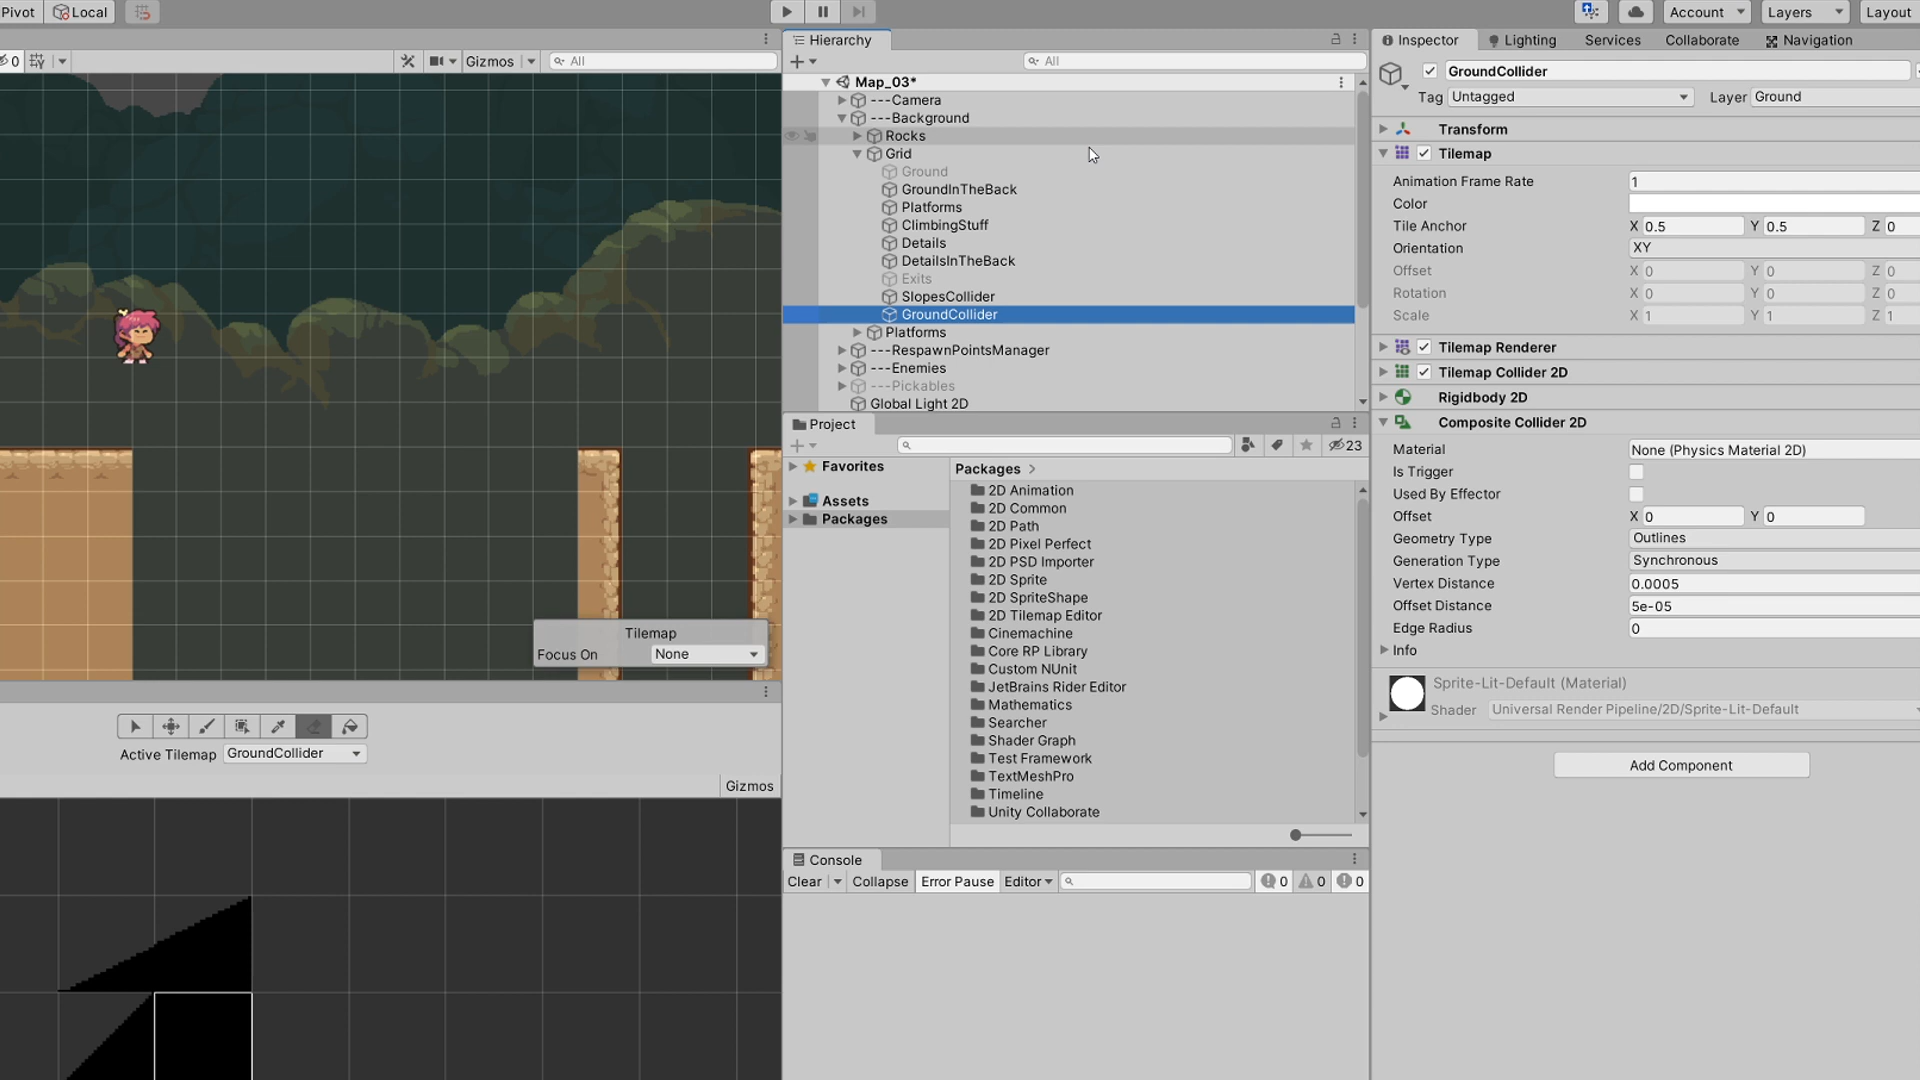 Pivot Local Account Layers Layout
Hierarchy
Inspector Lighting Services Collaborate Navigation
0 Gizmos All
All
GroundCollider
Tag Untagged Layer Ground
Map_03*
---Camera
---Background
Rocks
Grid
Ground
GroundInTheBack
Platforms
ClimbingStuff
Details
DetailsInTheBack
Exits
SlopesCollider
GroundCollider
Platforms
---RespawnPointsManager
---Enemies
---Pickables
Global Light 2D
Transform
Tilemap
Animation Frame Rate 1
Color
Tile Anchor X 0.5 Y 0.5 Z 0
Orientation XY
Offset X 0 Y 0 Z 0
Rotation X 0 Y 0 Z 0
Scale X 1 Y 1 Z 1
Tilemap Renderer
Tilemap Collider 2D
Rigidbody 2D
Composite Collider 2D
Material None (Physics Material 2D)
Is Trigger
Used By Effector
Offset X 0 Y 0
Geometry Type Outlines
Generation Type Synchronous
Vertex Distance 0.0005
Offset Distance 5e-05
Edge Radius 0
Info
Sprite-Lit-Default (Material)
Shader Universal Render Pipeline/2D/Sprite-Lit-Default
Add Component
Project
23
Favorites
Assets
Packages
Packages
2D Animation
2D Common
2D Path
2D Pixel Perfect
2D PSD Importer
2D Sprite
2D SpriteShape
2D Tilemap Editor
Cinemachine
Core RP Library
Custom NUnit
JetBrains Rider Editor
Mathematics
Searcher
Shader Graph
Test Framework
TextMeshPro
Timeline
Unity Collaborate
Tilemap
Focus On None
Active Tilemap GroundCollider
Gizmos
Console
Clear Collapse Error Pause Editor 0 0 0